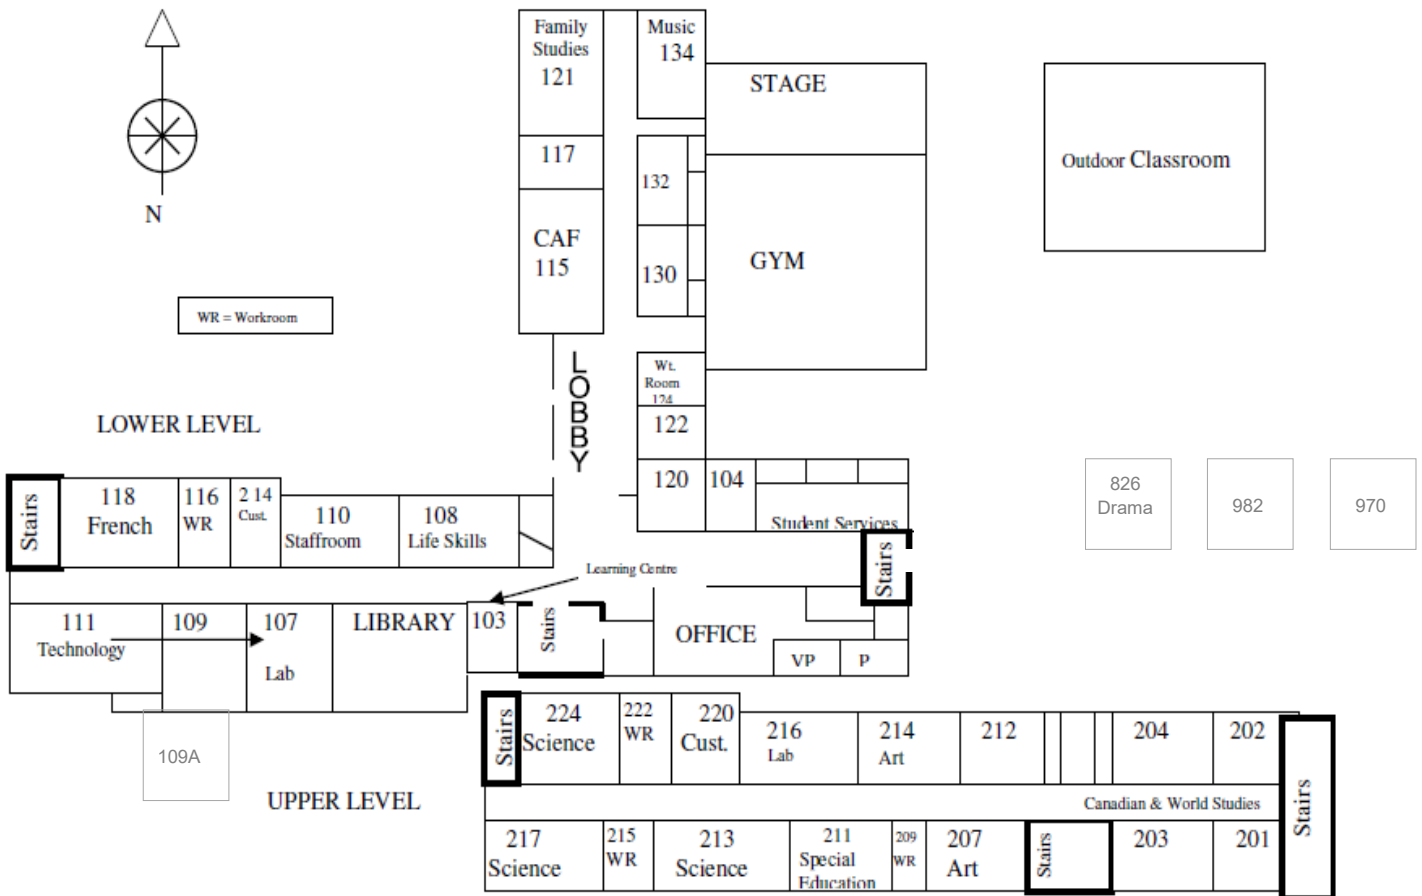 Family
Studies
121
Music
134
STAGE
Outdoor Classroom
117
132
N
CAF
115
130
GYM
WR = Workroom
LOBBY
Wt.
Room
124
122
LOWER LEVEL
120
104
Student Services
826
Drama
982
970
Stairs
118
French
116
WR
2 14
Cust.
110
Staffroom
108
Life Skills
Learning Centre
Stairs
111
Technology
109
107
Lab
LIBRARY
103
Stairs
OFFICE
VP
P
109A
UPPER LEVEL
Stairs
224
Science
222
WR
220
Cust.
216
Lab
214
Art
212
204
202
Canadian & World Studies
Stairs
217
Science
215
WR
213
Science
211
Special
Education
209
WR
207
Art
Stairs
203
201